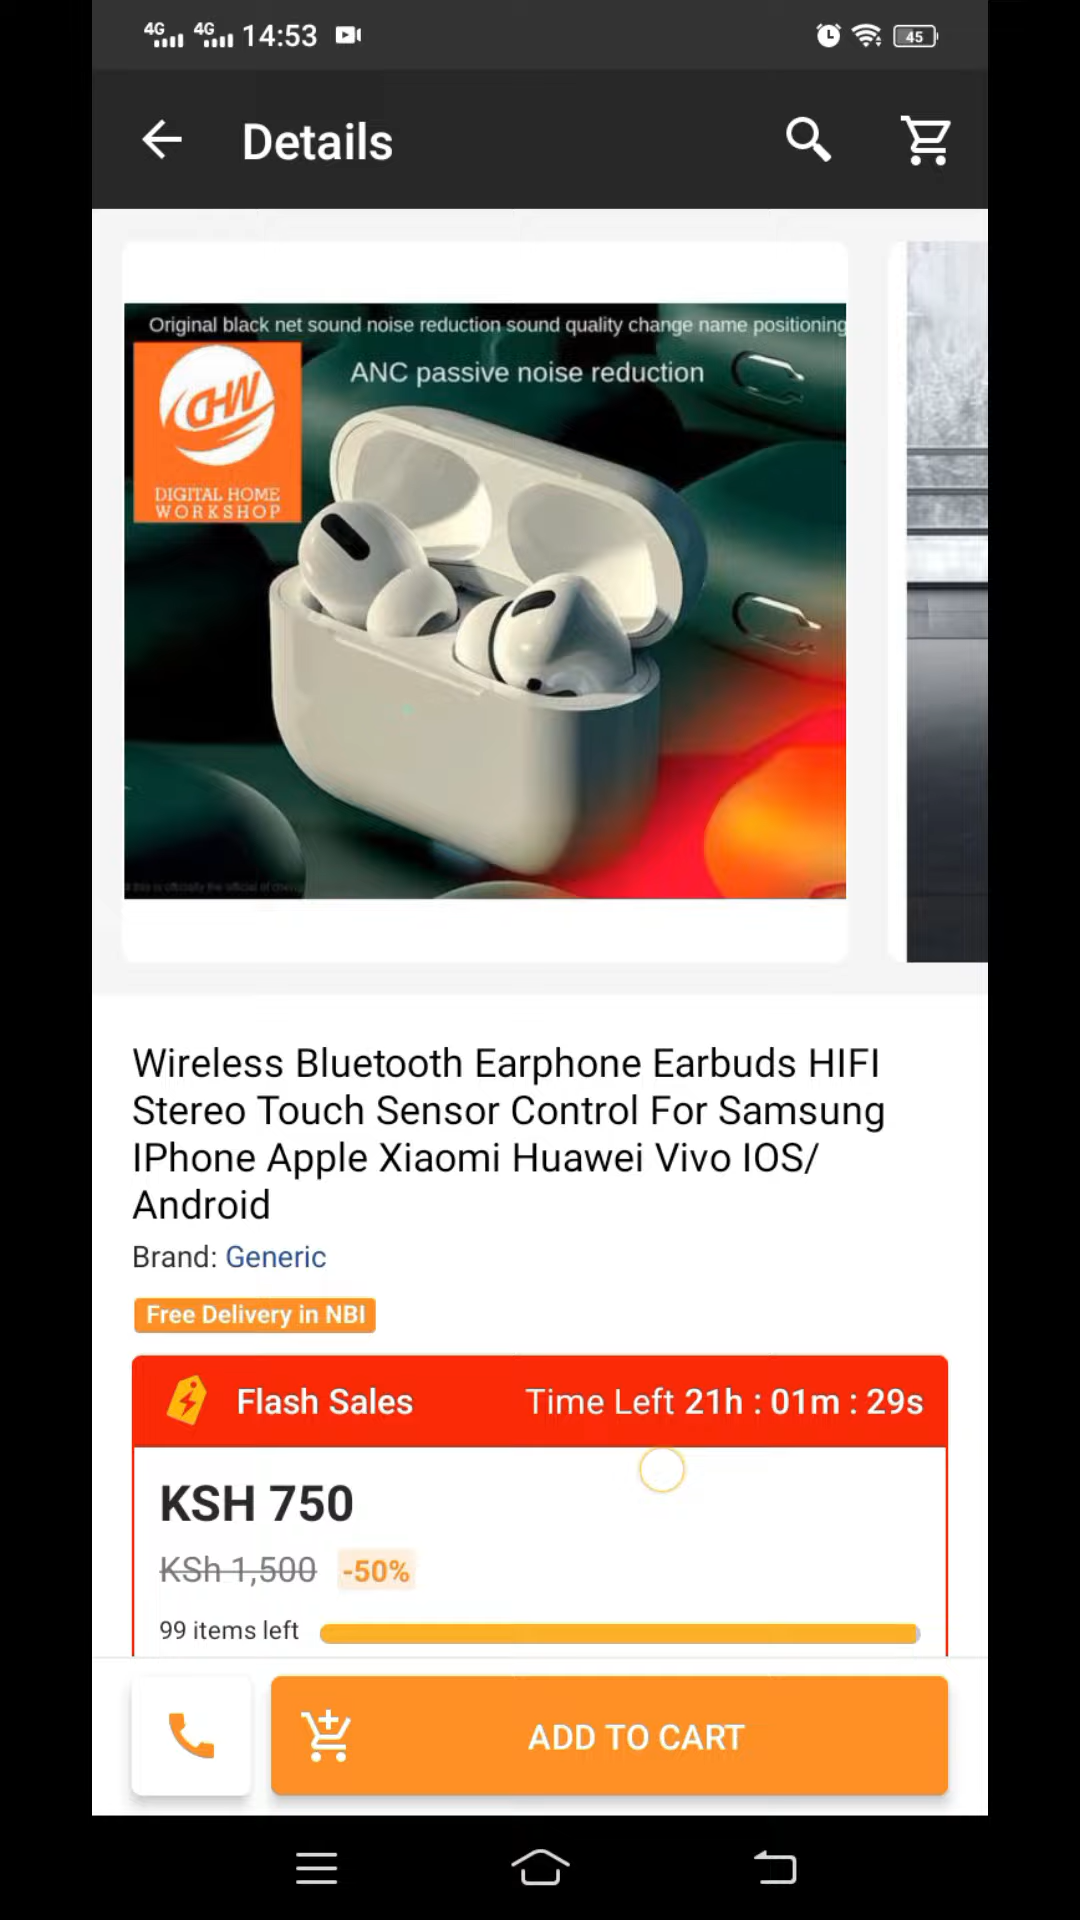 4G 4G 14:53 45
Details
Original black net sound noise reduction sound quality change name positioning
ANC passive noise reduction
CHW
DIGITAL HOME
WORKSHOP
Wireless Bluetooth Earphone Earbuds HIFI
Stereo Touch Sensor Control For Samsung
IPhone Apple Xiaomi Huawei Vivo IOS/
Android
Brand: Generic
Free Delivery in NBI
Flash Sales Time Left 21h : 01m : 29s
KSH 750
KSh 1,500 -50%
99 items left
ADD TO CART